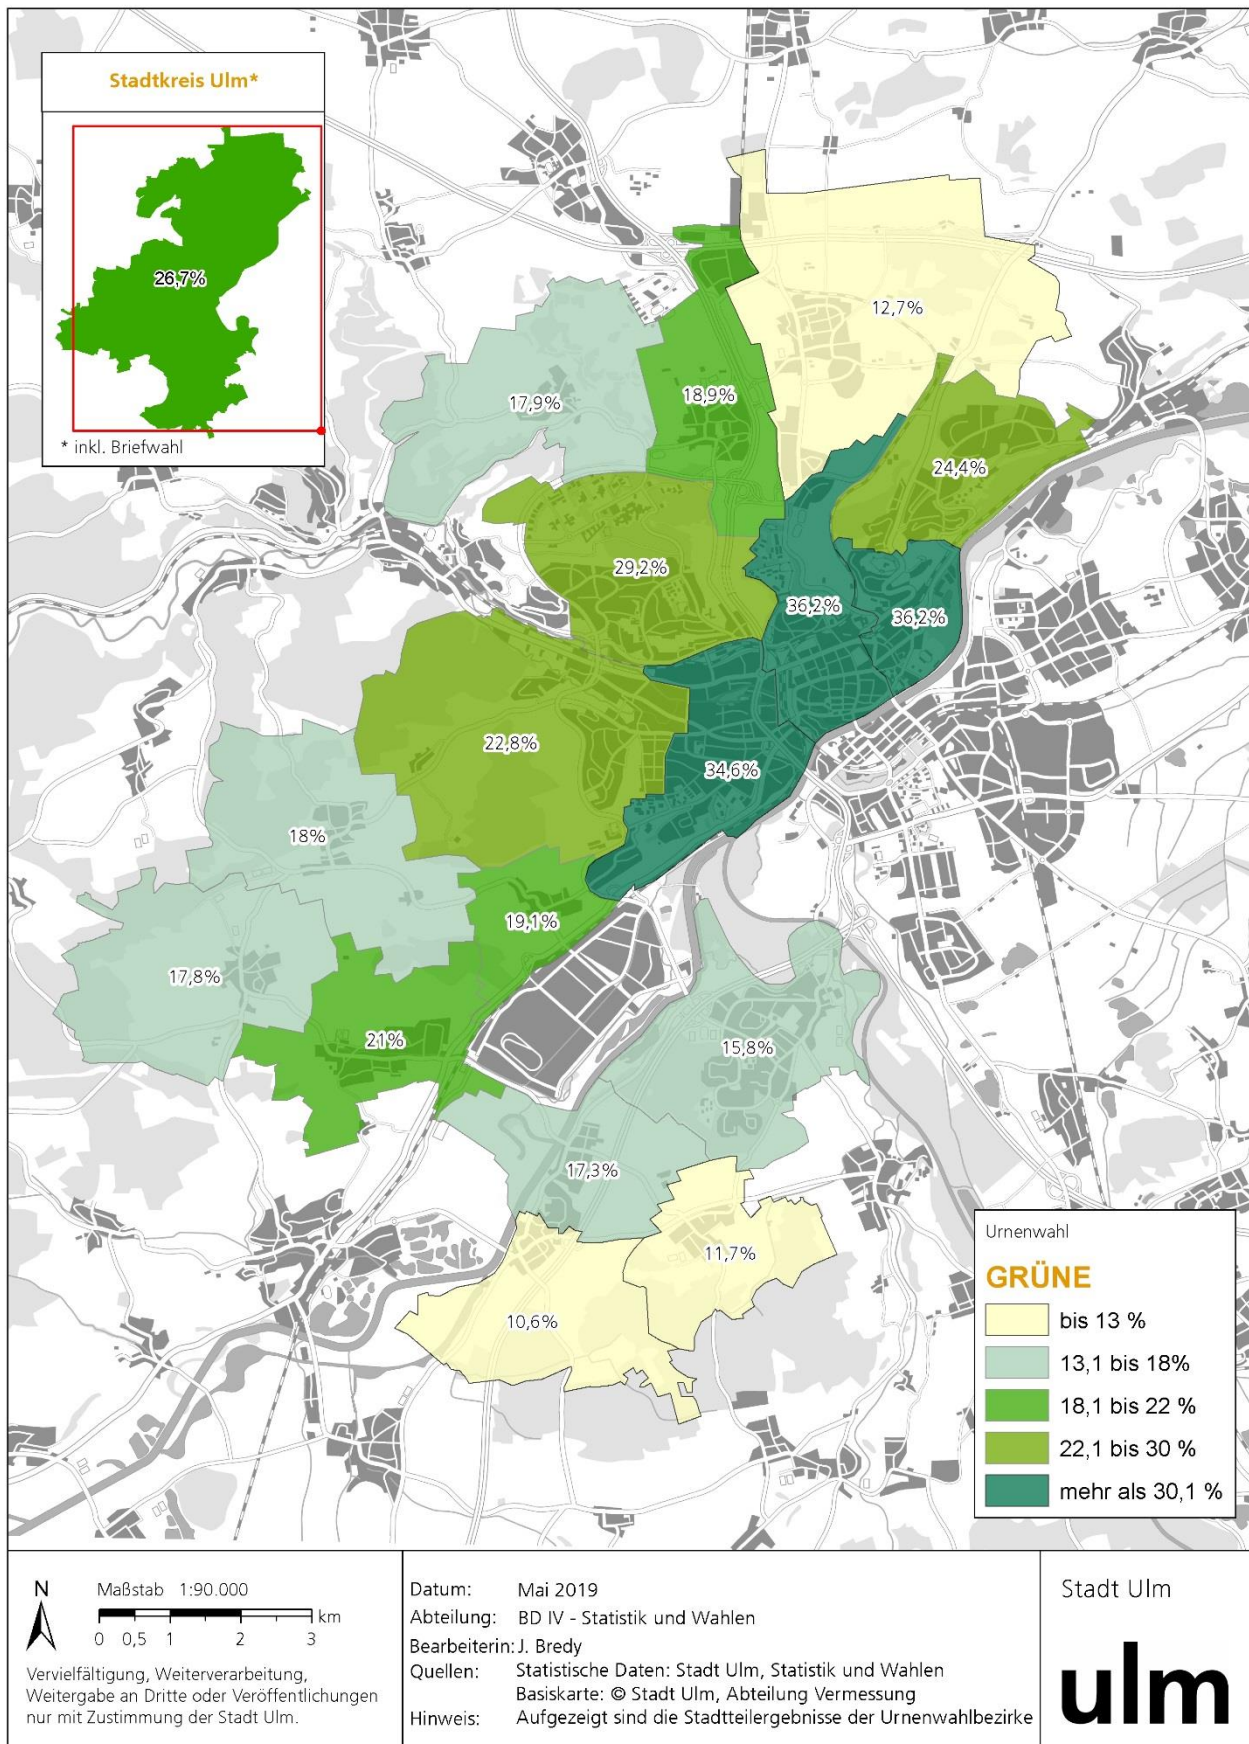 Stadtkreis Ulm*
26,7%
* inkl. Briefwahl
12,7%
17,9%
18,9%
24,4%
29,2%
36,2%
36,2%
22,8%
34,6%
18%
19,1%
17,8%
21%
15,8%
17,3%
11,7%
10,6%
Urnenwahl
GRÜNE
bis 13 %
13,1 bis 18%
18,1 bis 22 %
22,1 bis 30 %
mehr als 30,1 %
N
Maßstab 1:90.000
km
0 0,5 1 2 3
Vervielfältigung, Weiterverarbeitung,
Weitergabe an Dritte oder Veröffentlichungen
nur mit Zustimmung der Stadt Ulm.
Datum: Mai 2019
Abteilung: BD IV - Statistik und Wahlen
Bearbeiterin: J. Bredy
Quellen: Statistische Daten: Stadt Ulm, Statistik und Wahlen
Basiskarte: © Stadt Ulm, Abteilung Vermessung
Hinweis: Aufgezeigt sind die Stadtteilergebnisse der Urnenwahlbezirke
Stadt Ulm
ulm